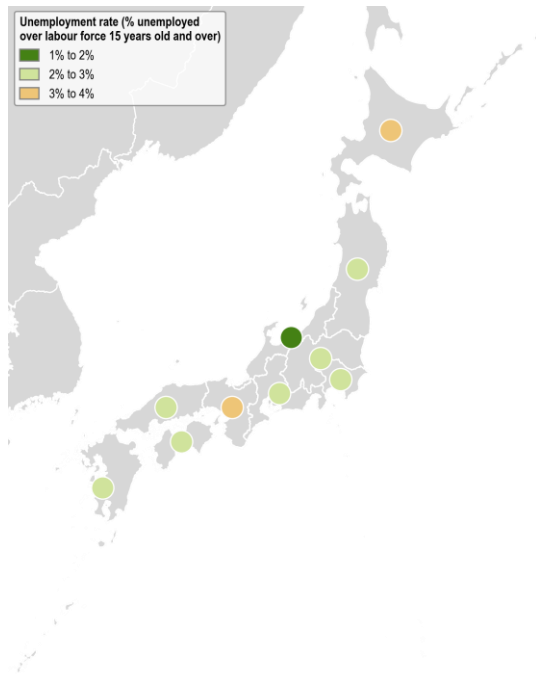 Unemployment rate (% unemployed
over labour force 15 years old and over)
1% to 2%
2% to 3%
3% to 4%